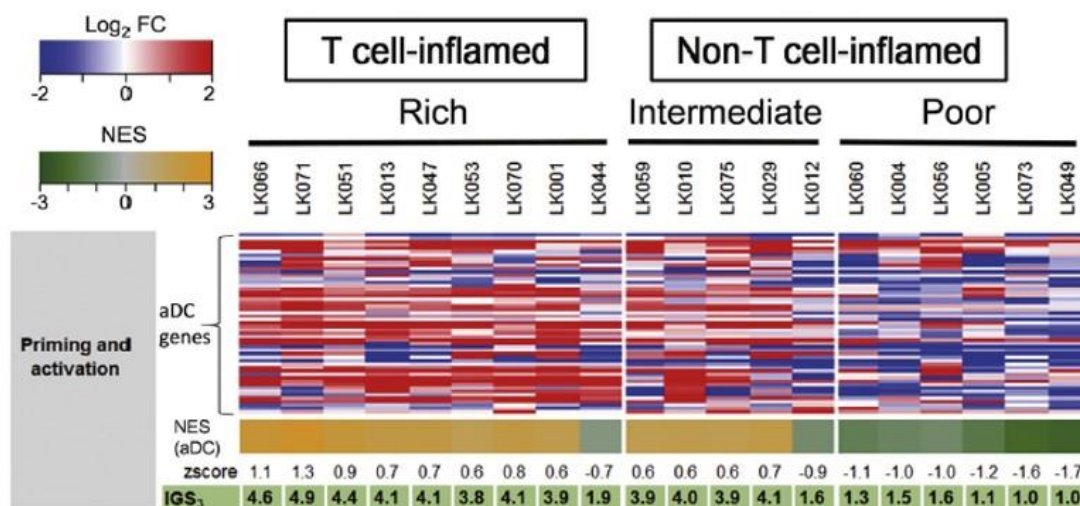 Log₂ FC
-2 0 2
NES
-3 0 3
T cell-inflamed Non-T cell-inflamed
Rich Intermediate Poor
LK066 LK071 LK051 LK013 LK047 LK053 LK070 LK001 LK044 LK059 LK010 LK075 LK029 LK012 LK060 LK004 LK056 LK005 LK073 LK049
aDC
genes
Priming and
activation
NES
(aDC)
zscore 1.1 1.3 0.9 0.7 0.7 0.6 0.8 0.6 -0.7 0.6 0.6 0.6 0.7 -0.9 -1.1 -1.0 -1.0 -1.2 -1.6 -1.7
IGS₃ 4.6 4.9 4.4 4.1 4.1 3.8 4.1 3.9 1.9 3.9 4.0 3.9 4.1 1.6 1.3 1.5 1.6 1.1 1.0 1.0